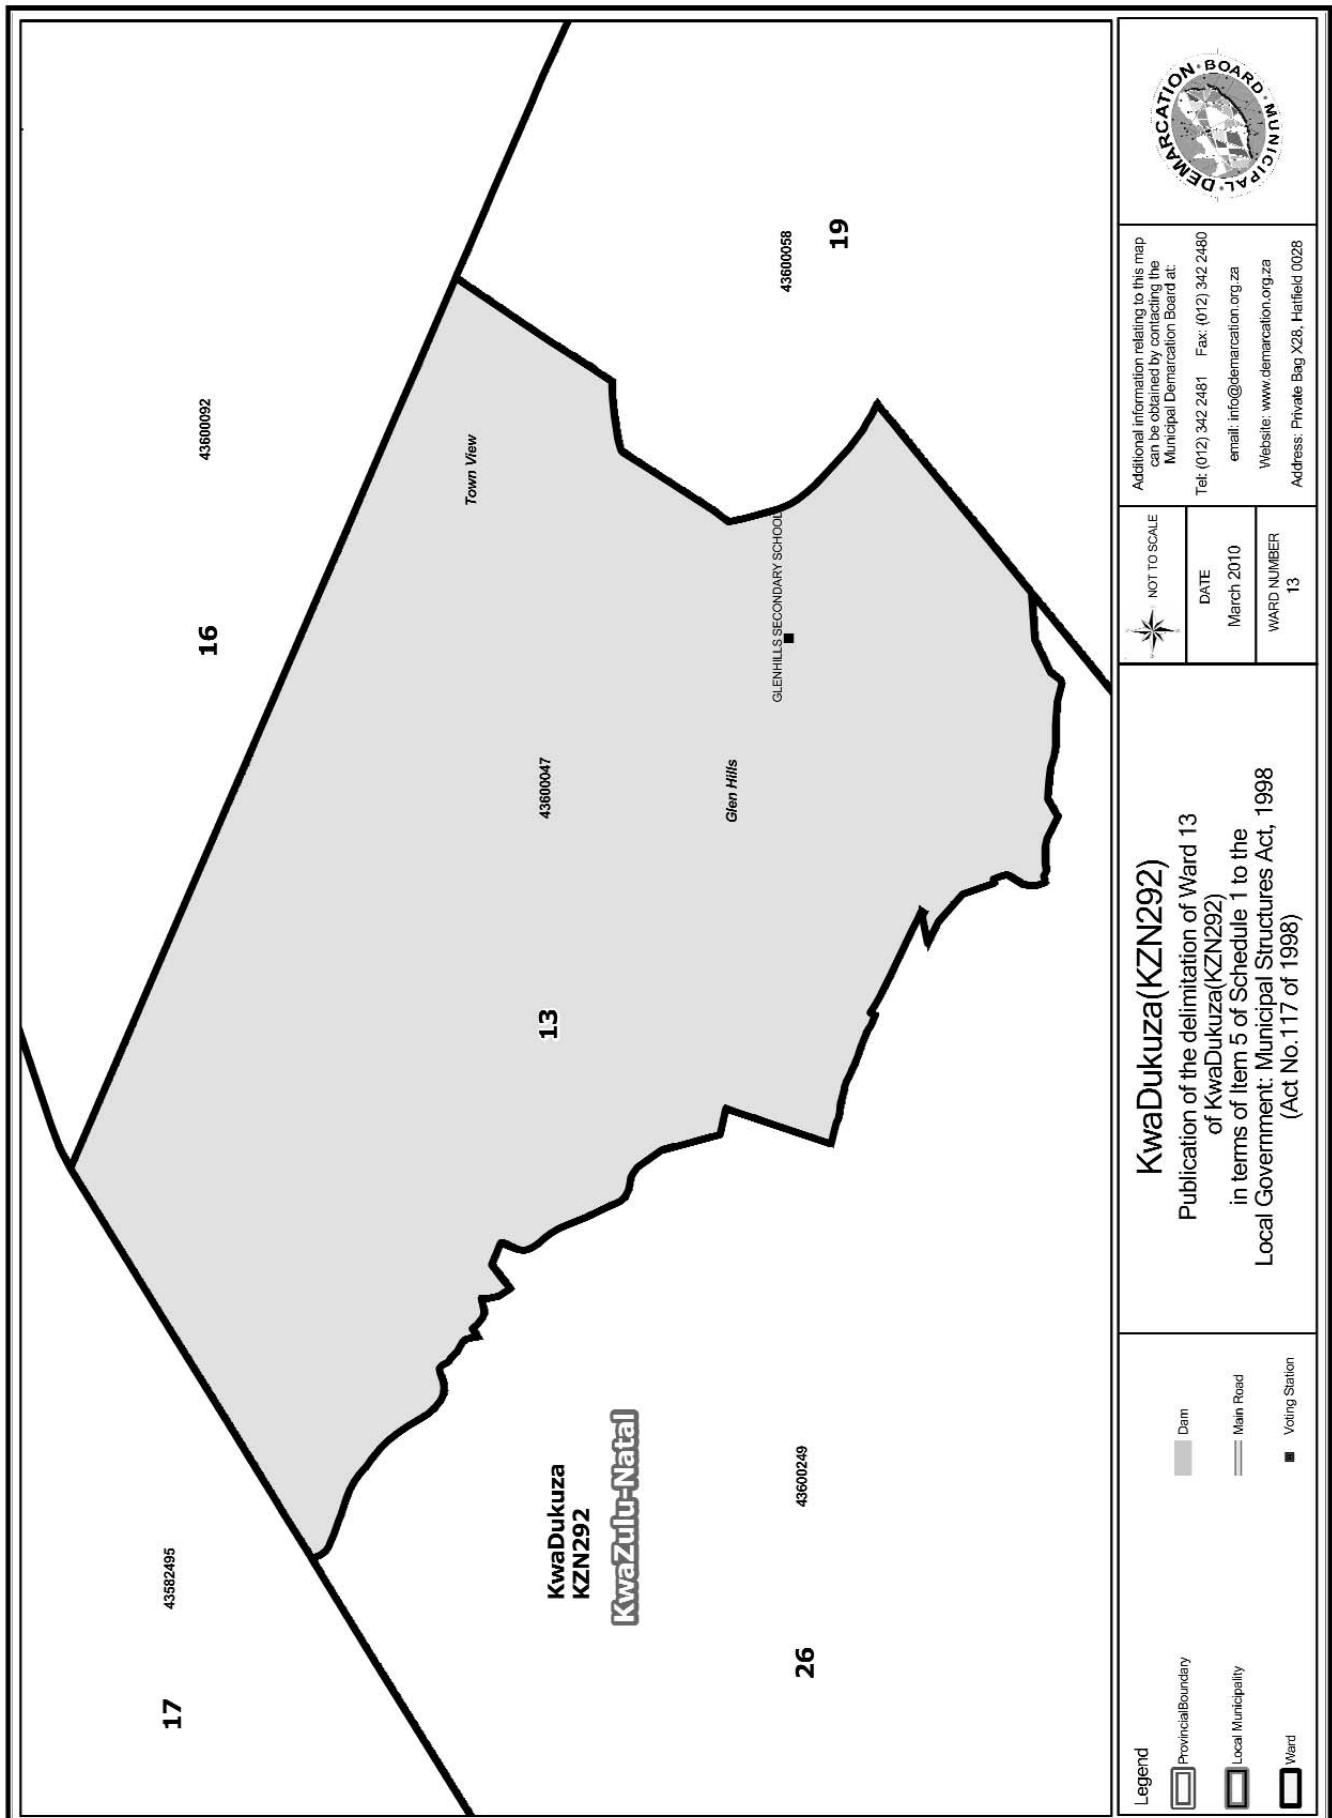 17
43582495
16
43600092
Town View
13
43600047
KwaDukuza
KZN292
KwaZulu-Natal
Glen Hills
GLENHILLS SECONDARY SCHOOL
43600058
19
43600249
26
Legend
ProvincialBoundary
Local Municipality
Ward
Dam
Main Road
Voting Station
KwaDukuza(KZN292)
Publication of the delimitation of Ward 13
of KwaDukuza(KZN292)
in terms of Item 5 of Schedule 1 to the
Local Government: Municipal Structures Act, 1998
(Act No.117 of 1998)
NOT TO SCALE
DATE
March 2010
WARD NUMBER
13
Additional information relating to this map
can be obtained by contacting the
Municipal Demarcation Board at:
Tel: (012) 342 2481 Fax: (012) 342 2480
email: info@demarcation.org.za
Website: www.demarcation.org.za
Address: Private Bag X28, Hatfield 0028
MUNICIPAL DEMARCATION BOARD